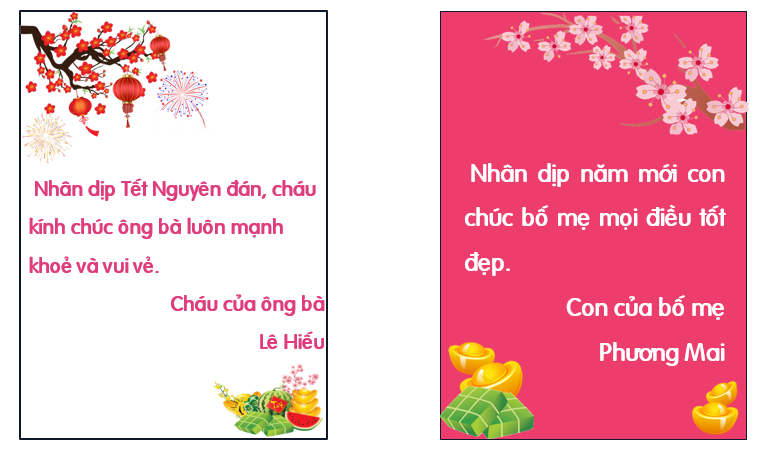 Nhân dịp Tết Nguyên đán, cháu
kính chúc ông bà luôn mạnh
khoẻ và vui vẻ.
Cháu của ông bà
Lê Hiếu
Nhân dịp năm mới con
chúc bố mẹ mọi điều tốt
đẹp.
Con của bố mẹ
Phương Mai